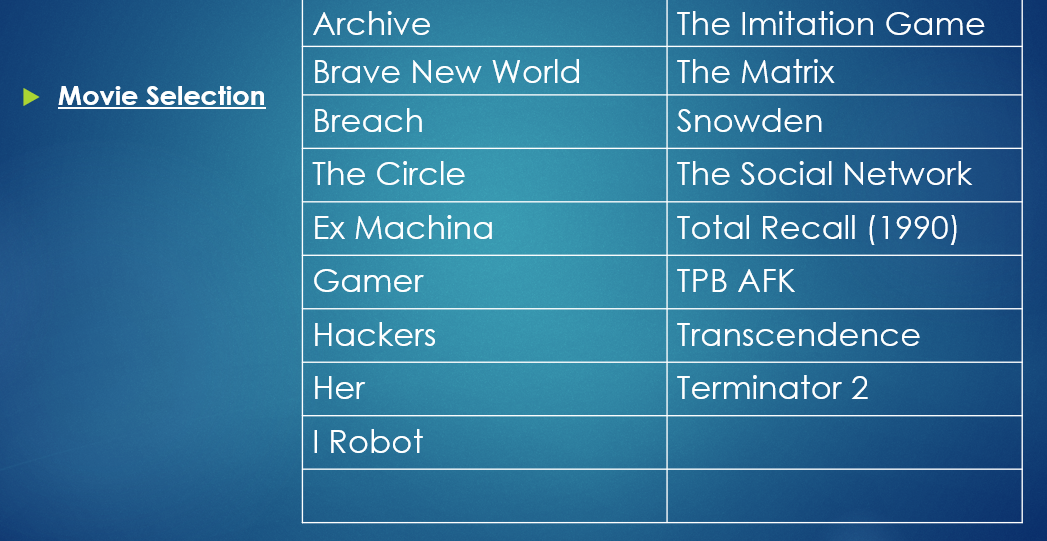 Movie Selection
Archive
The Imitation Game
Brave New World
The Matrix
Breach
Snowden
The Circle
The Social Network
Ex Machina
Total Recall (1990)
Gamer
TPB AFK
Hackers
Transcendence
Her
Terminator 2
I Robot